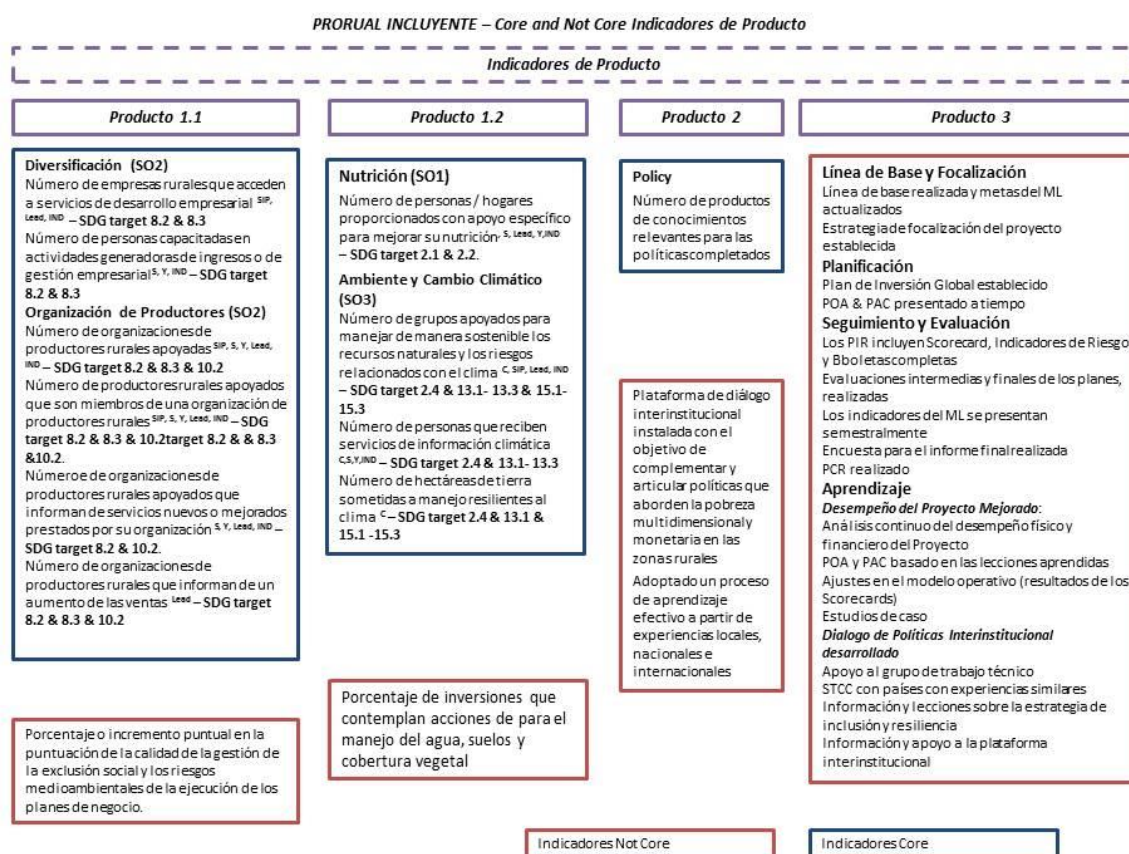 PRORUAL INCLUYENTE – Core and Not Core Indicadores de Producto
Indicadores de Producto
Producto 1.1
Diversificación (SO2)
Número de empresas rurales que acceden
a servicios de desarrollo empresarial SIP,
Lead, IND – SDG target 8.2 & 8.3
Número de personas capacitadas en
actividades generadoras de ingresos o de
gestión empresarial S, Y, IND – SDG target
8.2 & 8.3
Organización de Productores (SO2)
Número de organizaciones de
productores rurales apoyadas SIP, S, Y, Lead,
IND – SDG target 8.2 & 8.3 & 10.2
Número de productores rurales apoyados
que son miembros de una organización de
productores rurales SIP, S, Y, Lead, IND – SDG
target 8.2 & 8.3 & 10.2target 8.2 & & 8.3
&10.2.
Númeroe de organizaciones de
productores rurales apoyados que
informan de servicios nuevos o mejorados
prestados por su organización S, Y, Lead, IND –
SDG target 8.2 & 10.2.
Número de organizaciones de
productores rurales que informan de un
aumento de las ventas Lead – SDG target
8.2 & 8.3 & 10.2
Porcentaje o incremento puntual en la
puntuación de la calidad de la gestión de
la exclusión social y los riesgos
medioambientales de la ejecución de los
planes de negocio.
Producto 1.2
Nutrición (SO1)
Número de personas / hogares
proporcionados con apoyo específico
para mejorar su nutrición, S, Lead, Y,IND
– SDG target 2.1 & 2.2.
Ambiente y Cambio Climático
(SO3)
Número de grupos apoyados para
manejar de manera sostenible los
recursos naturales y los riesgos
relacionados con el clima C, SIP, Lead, IND
– SDG target 2.4 & 13.1- 13.3 & 15.1-
15.3
Número de personas que reciben
servicios de información climática
C,S,Y,IND – SDG target 2.4 & 13.1- 13.3
Número de hectáreas de tierra
sometidas a manejo resilientes al
clima C – SDG target 2.4 & 13.1 &
15.1 -15.3
Porcentaje de inversiones que
contemplan acciones de para el
manejo del agua, suelos y
cobertura vegetal
Producto 2
Policy
Número de productos
de conocimientos
relevantes para las
políticas completados
Plataforma de diálogo
interinstitucional
instalada con el
objetivo de
complementar y
articular políticas que
aborden la pobreza
multidimensional y
monetaria en las
zonas rurales
Adoptado un proceso
de aprendizaje
efectivo a partir de
experiencias locales,
nacionales e
internacionales
Producto 3
Línea de Base y Focalización
Línea de base realizada y metas del ML
actualizados
Estrategia de focalización del proyecto
establecida
Planificación
Plan de Inversión Global establecido
POA & PAC presentado a tiempo
Seguimiento y Evaluación
Los PIR incluyen Scorecard, Indicadores de Riesgo
y Bboletas completas
Evaluaciones intermedias y finales de los planes,
realizadas
Los indicadores del ML se presentan
semestralmente
Encuesta para el informe final realizada
PCR realizado
Aprendizaje
Desempeño del Proyecto Mejorado:
Análisis continuo del desempeño físico y
financiero del Proyecto
POA y PAC basado en las lecciones aprendidas
Ajustes en el modelo operativo (resultados de los
Scorecards)
Estudios de caso
Dialogo de Políticas Interinstitucional
desarrollado
Apoyo al grupo de trabajo técnico
STCC con países con experiencias similares
Información y lecciones sobre la estrategia de
inclusión y resiliencia
Información y apoyo a la plataforma
interinstitucional
Indicadores Not Core
Indicadores Core